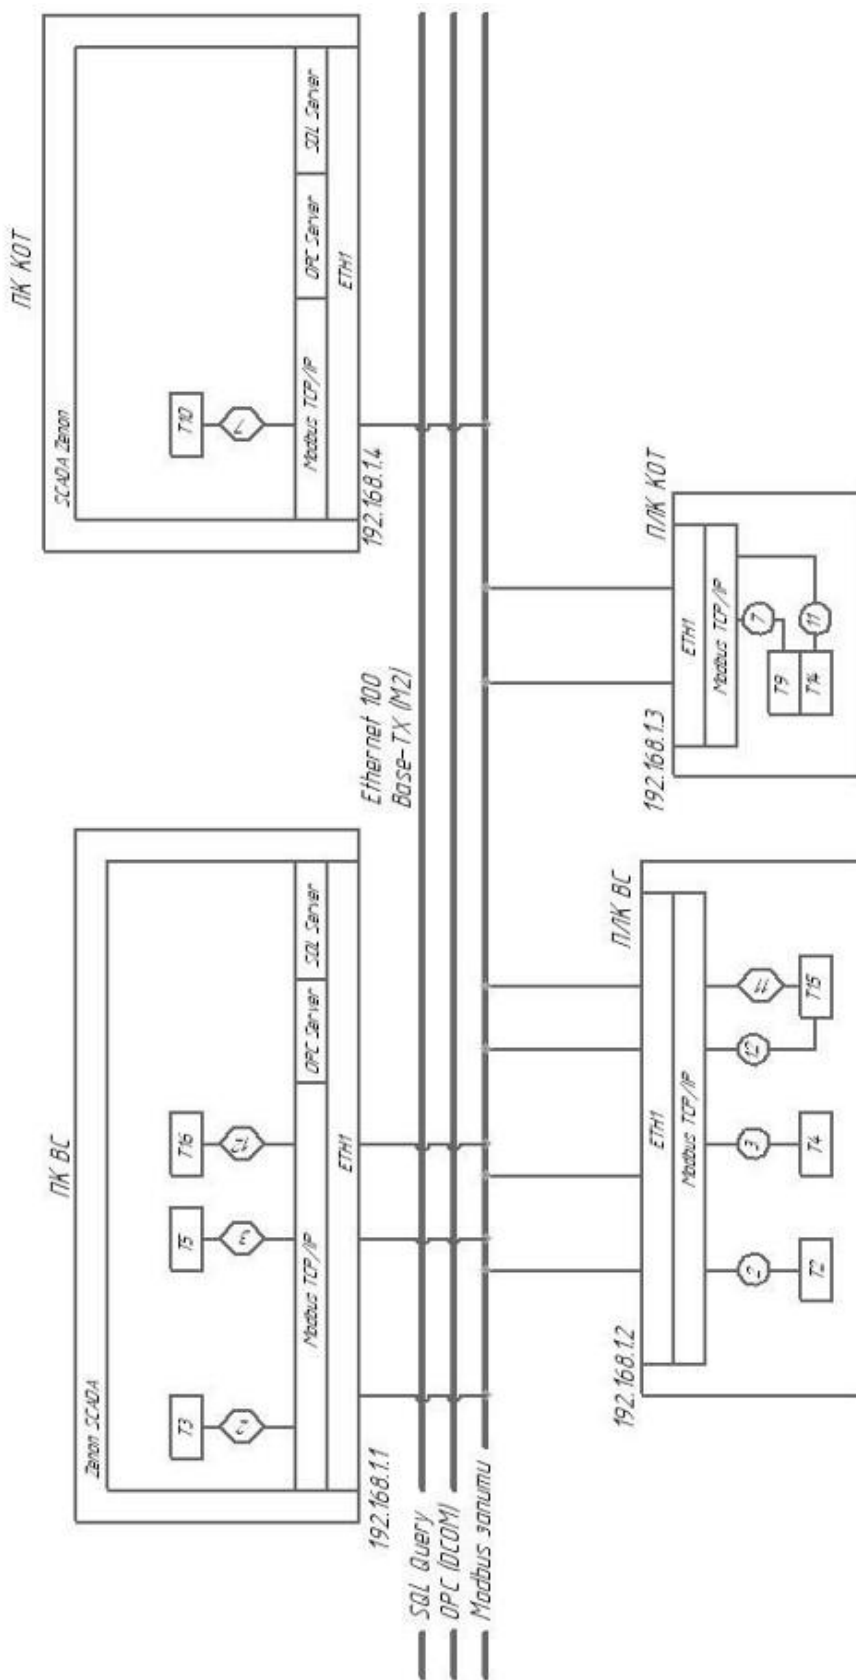 ПК ВС
Zenon SCADA
T3
T5
T16
3
Modbus TCP/IP
OPC Server
SQL Server
ETH1
192.168.1.1
ПК КОТ
SCADA Zenon
T10
Modbus TCP/IP
OPC Server
SQL Server
ETH1
192.168.1.4
Ethernet 100
Base-TX (M2)
SQL Query
OPC (DCOM)
Modbus запити
ПЛК ВС
192.168.1.2
ETH1
Modbus TCP/IP
2
3
12
11
T2
T4
T15
ПЛК КОТ
192.168.1.3
ETH1
Modbus TCP/IP
7
11
T9
T14